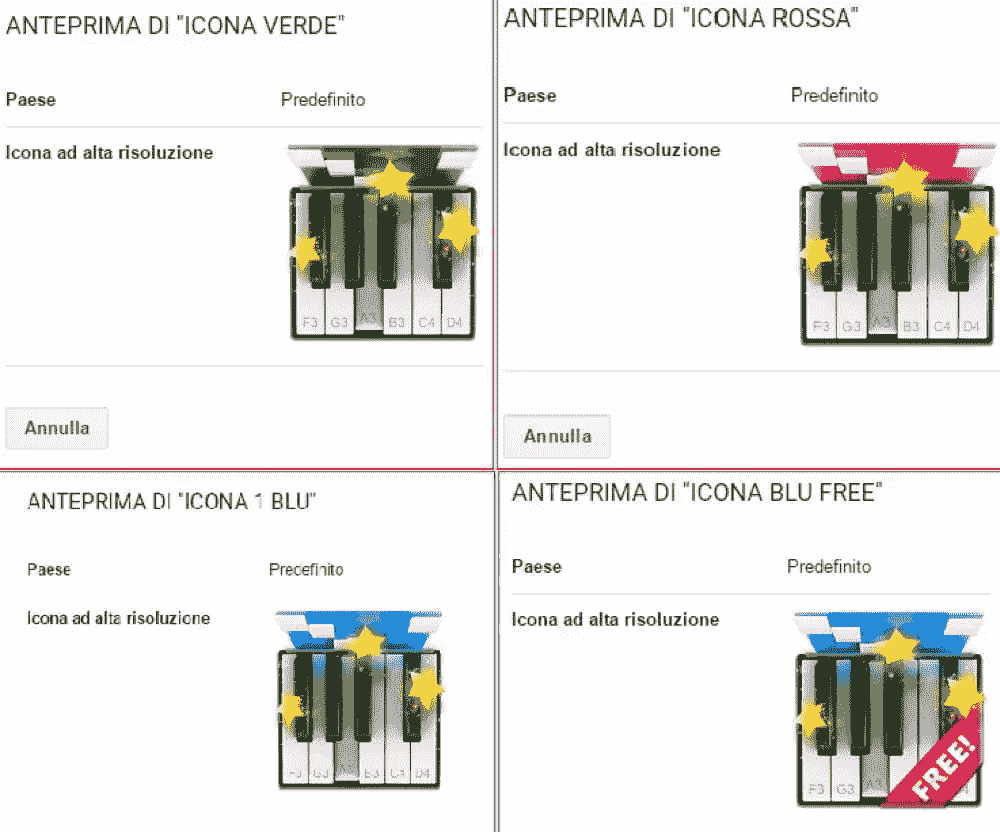 ANTEPRIMA DI "ICONA VERDE"
Paese Predefinito
Icona ad alta risoluzione
F3 G3 A3 B3 C4 D4
Annulla
ANTEPRIMA DI "ICONA ROSSA"
Paese Predefinito
Icona ad alta risoluzione
F3 G3 A3 B3 C4 D4
Annulla
ANTEPRIMA DI "ICONA 1 BLU"
Paese Predefinito
Icona ad alta risoluzione
F3 G3 B3 C4 D4
ANTEPRIMA DI "ICONA BLU FREE"
Paese Predefinito
Icona ad alta risoluzione
F3 G3 A3
FREE!